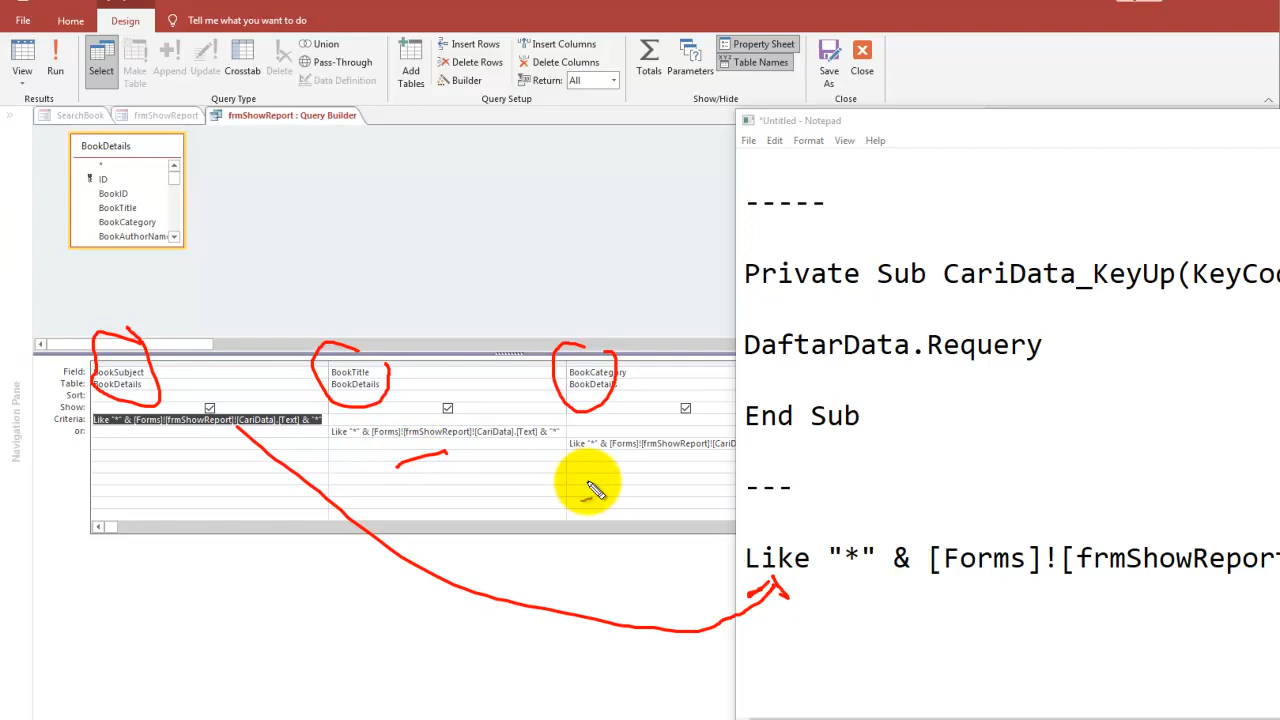 File Home Design Tell me what you want to do
View
Run
Results
Select
Make Table
Append
Update
Crosstab
Delete
Union
Pass-Through
Data Definition
Query Type
Add Tables
Insert Rows
Delete Rows
Builder
Insert Columns
Delete Columns
Return: All
Query Setup
Totals
Parameters
Property Sheet
Table Names
Show/Hide
Save As
Close
Close
SearchBook frmShowReport frmShowReport : Query Builder
BookDetails
*
ID
BookID
BookTitle
BookCategory
BookAuthorNam
Navigation Pane
Field: BookSubject BookTitle BookCategory
Table: BookDetails BookDetails BookDetails
Sort:
Show:
Criteria: Like "*" & [Forms]![frmShowReport]![CariData].[Text] & "*"
or: Like "*" & [Forms]![frmShowReport]![CariData].[Text] & "*"
Like "*" & [Forms]![frmShowReport]![CariD
*Untitled - Notepad
File Edit Format View Help
-----
Private Sub CariData_KeyUp(KeyCod
DaftarData.Requery
End Sub
---
Like "*" & [Forms]![frmShowReport